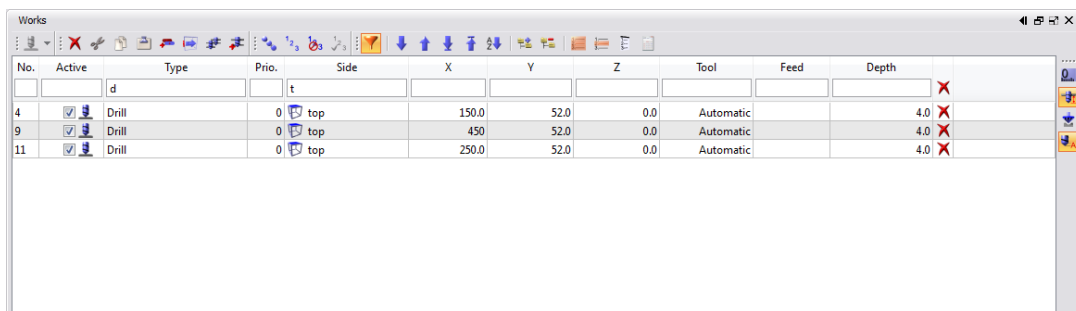 Works
No. Active Type Prio. Side X Y Z Tool Feed Depth
d t
4 Drill 0 top 150.0 52.0 0.0 Automatic 4.0
9 Drill 0 top 450 52.0 0.0 Automatic 4.0
11 Drill 0 top 250.0 52.0 0.0 Automatic 4.0